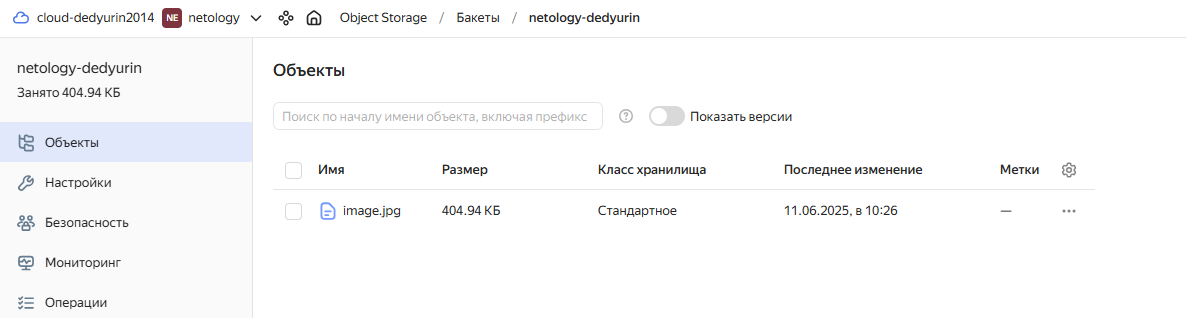 cloud-dedyurin2014 NE netology Object Storage / Бакеты / netology-dedyurin
netology-dedyurin
Занято 404.94 КБ
Объекты
Настройки
Безопасность
Мониторинг
Операции
Объекты
Поиск по началу имени объекта, включая префикс ? Показать версии
Имя Размер Класс хранилища Последнее изменение Метки
image.jpg 404.94 КБ Стандартное 11.06.2025, в 10:26 — ···